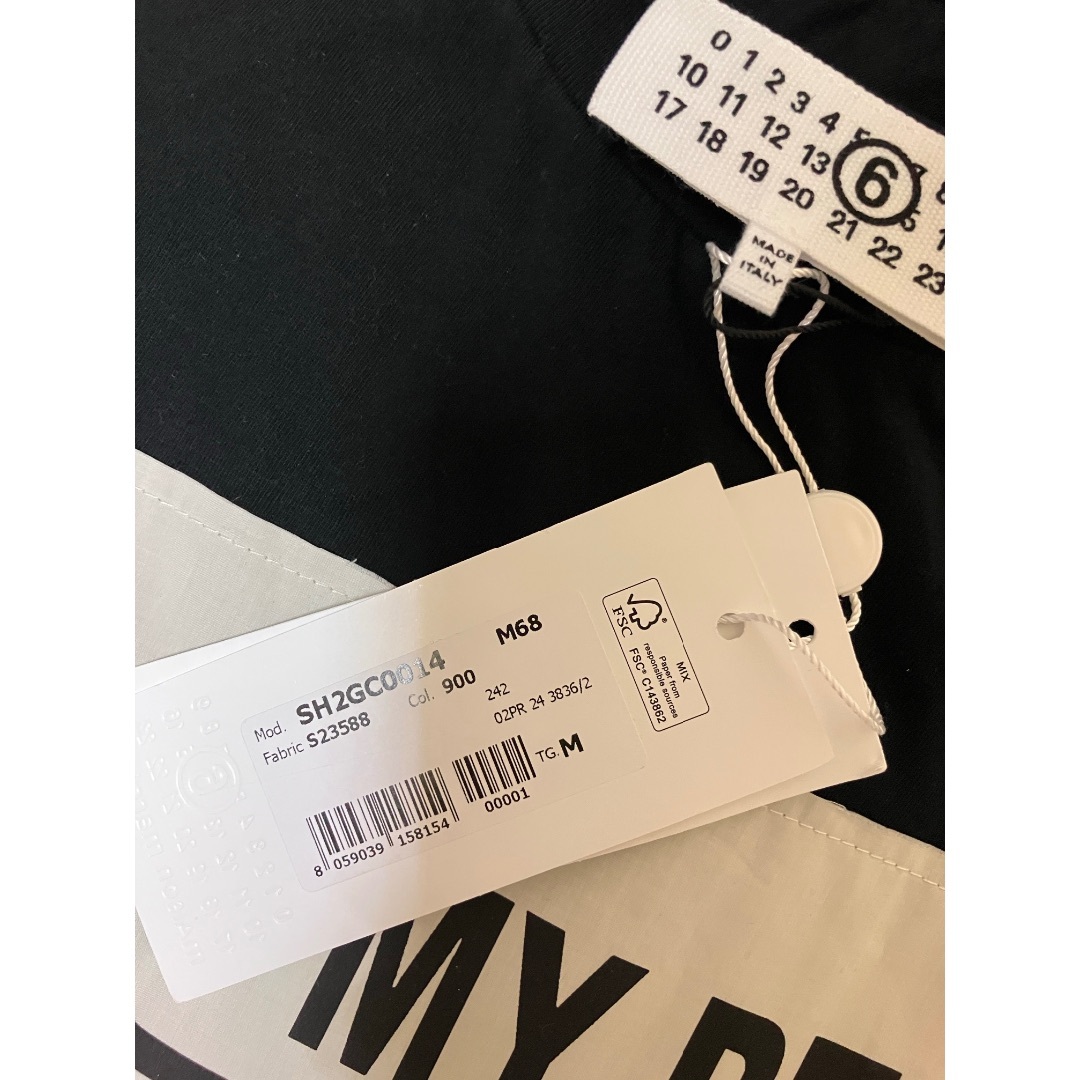 0 1 2 3 4
10 11 12 13 6
17 18 19 20 21 22 23
MADE
IN
ITALY
Mod. SH2GC0014 M68
Fabric S23588 Col. 900 242
02PR 24 3836/2
TG. M
8 059039 158154 00001
FSC
MIX
Paper from
responsible sources
FSC® C143862
MY